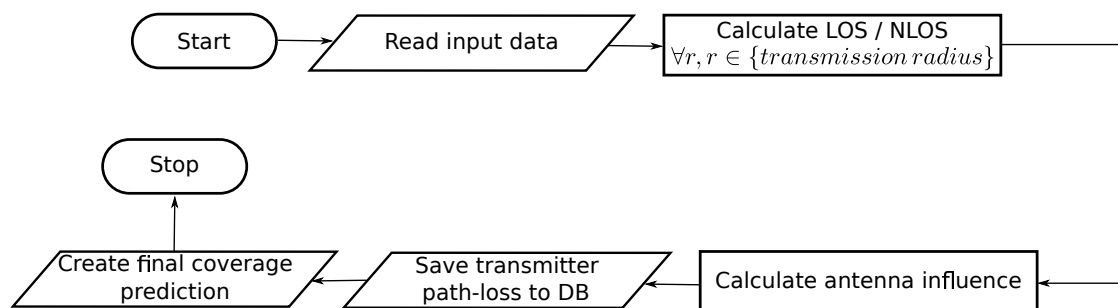 Start
Read input data
Calculate LOS / NLOS
∀r, r ∈ {transmission radius}
Stop
Create final coverage
prediction
Save transmitter
path-loss to DB
Calculate antenna influence